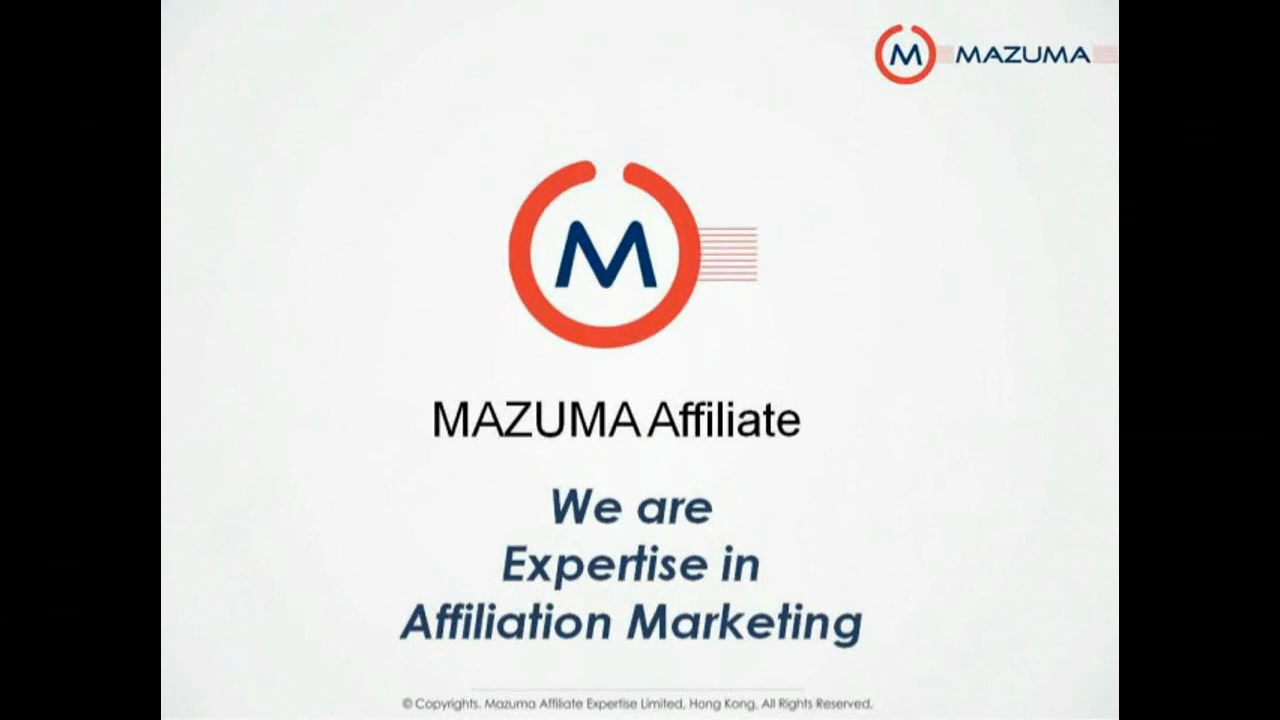 M MAZUMA
M
MAZUMA Affiliate
We are
Expertise in
Affiliation Marketing
© Copyrights. Mazuma Affiliate Expertise Limited, Hong Kong, All Rights Reserved.